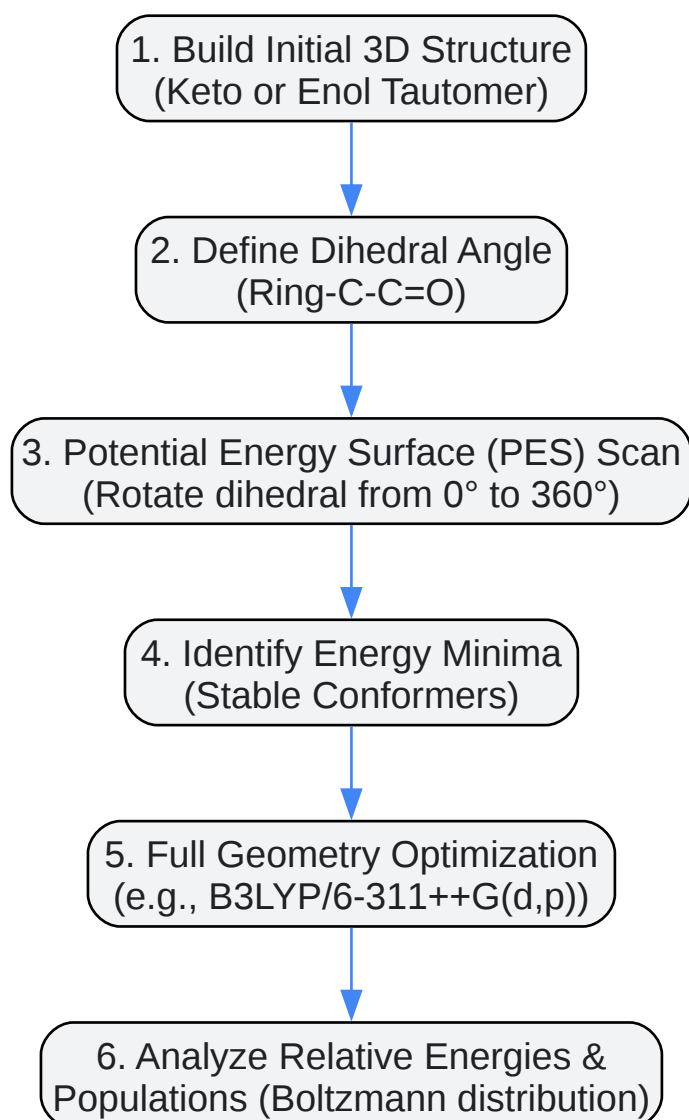 1. Build Initial 3D Structure
(Keto or Enol Tautomer)
2. Define Dihedral Angle
(Ring-C-C=O)
3. Potential Energy Surface (PES) Scan
(Rotate dihedral from 0° to 360°)
4. Identify Energy Minima
(Stable Conformers)
5. Full Geometry Optimization
(e.g., B3LYP/6-311++G(d,p))
6. Analyze Relative Energies &
Populations (Boltzmann distribution)